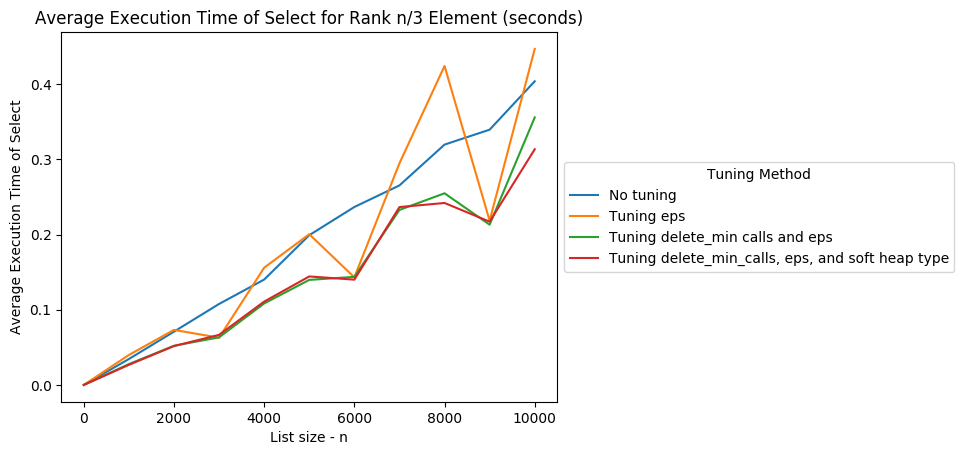 Average Execution Time of Select for Rank n/3 Element (seconds)
Average Execution Time of Select
0.4
0.3
0.2
0.1
0.0
0 2000 4000 6000 8000 10000
List size - n
Tuning Method
No tuning
Tuning eps
Tuning delete_min calls and eps
Tuning delete_min_calls, eps, and soft heap type